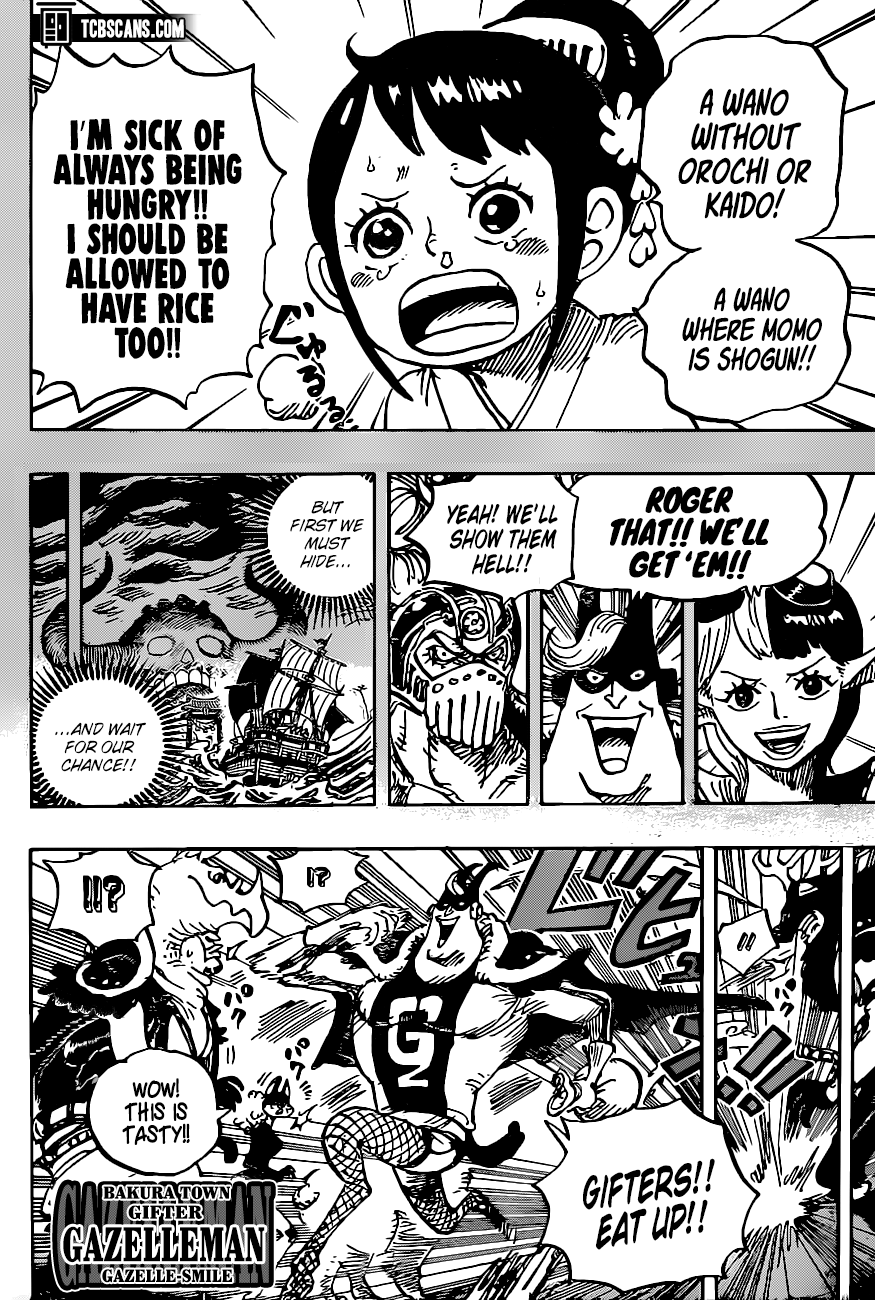 TCBSCANS.COM
A WANO
WITHOUT
OROCHI OR
KAIDO!
A WANO
WHERE MOMO
IS SHOGUN!!
I'M SICK OF
ALWAYS BEING
HUNGRY!!
I SHOULD BE
ALLOWED TO
HAVE RICE
TOO!!
ROGER
THAT!! WE'LL
GET 'EM!!
YEAH! WE'LL
SHOW THEM
HELL!!
BUT
FIRST WE
MUST
HIDE...
...AND WAIT
FOR OUR
CHANCE!!
!!
GIFTERS!!
EAT UP!!
!?
!!?
WOW!
THIS IS
TASTY!!
BAKURA TOWN
GIFTER
GAZELLEMAN
GAZELLE-SMILE